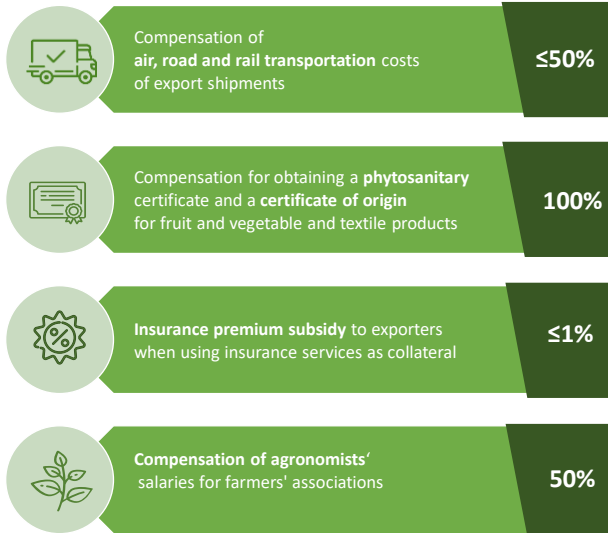 Compensation of
air, road and rail transportation costs
of export shipments
≤50%
Compensation for obtaining a phytosanitary
certificate and a certificate of origin
for fruit and vegetable and textile products
100%
Insurance premium subsidy to exporters
when using insurance services as collateral
≤1%
Compensation of agronomists‘
salaries for farmers' associations
50%